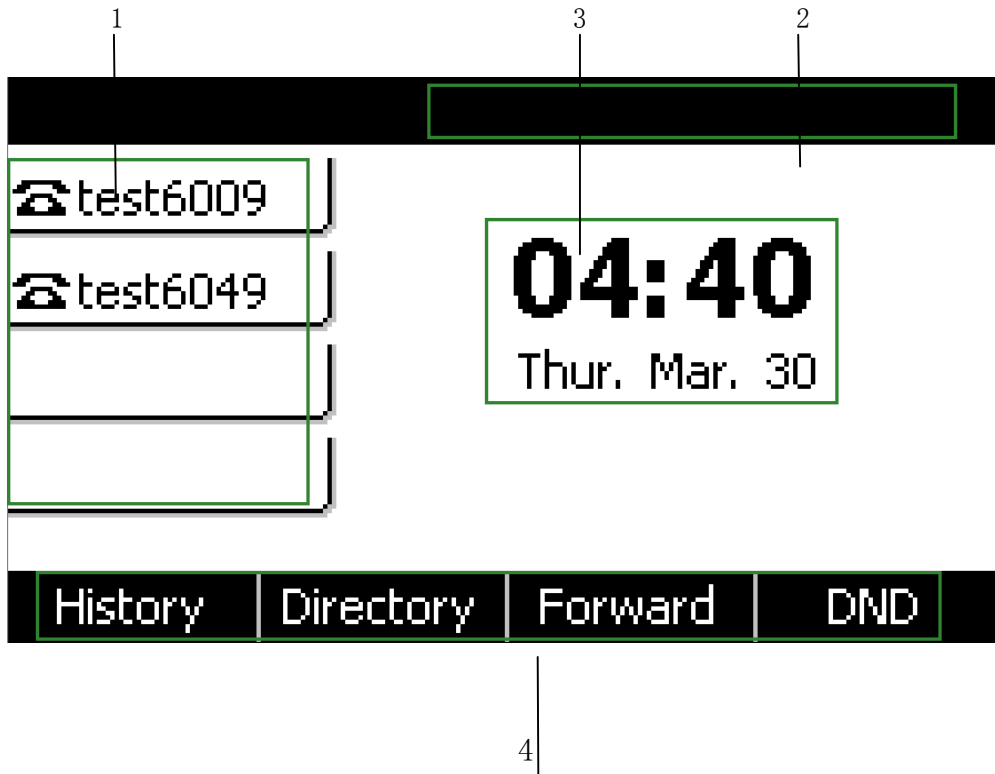 1 3 2
test6009
test6049
04:40
Thur. Mar. 30
History Directory Forward DND
4